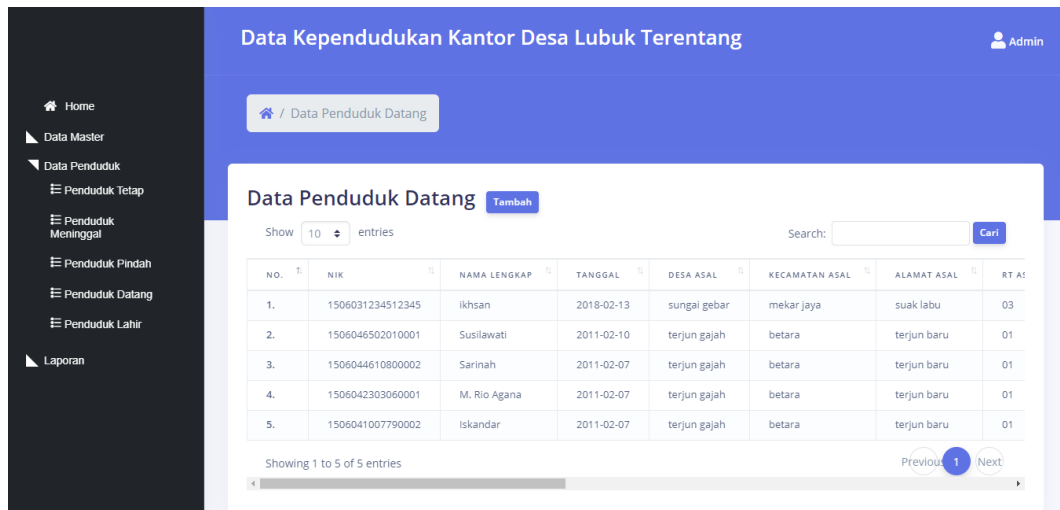 Data Kependudukan Kantor Desa Lubuk Terentang
Admin
Home
Data Master
Data Penduduk
Penduduk Tetap
Penduduk
Meninggal
Penduduk Pindah
Penduduk Datang
Penduduk Lahir
Laporan
/ Data Penduduk Datang
Data Penduduk Datang Tambah
Show 10 entries Search: Cari
NO. NIK NAMA LENGKAP TANGGAL DESA ASAL KECAMATAN ASAL ALAMAT ASAL RT AS
1. 1506031234512345 ikhsan 2018-02-13 sungai gebar mekar jaya suak labu 03
2. 1506046502010001 Susilawati 2011-02-10 terjun gajah betara terjun baru 01
3. 1506044610800002 Sarinah 2011-02-07 terjun gajah betara terjun baru 01
4. 1506042303060001 M. Rio Agana 2011-02-07 terjun gajah betara terjun baru 01
5. 1506041007790002 Iskandar 2011-02-07 terjun gajah betara terjun baru 01
Showing 1 to 5 of 5 entries Previous 1 Next